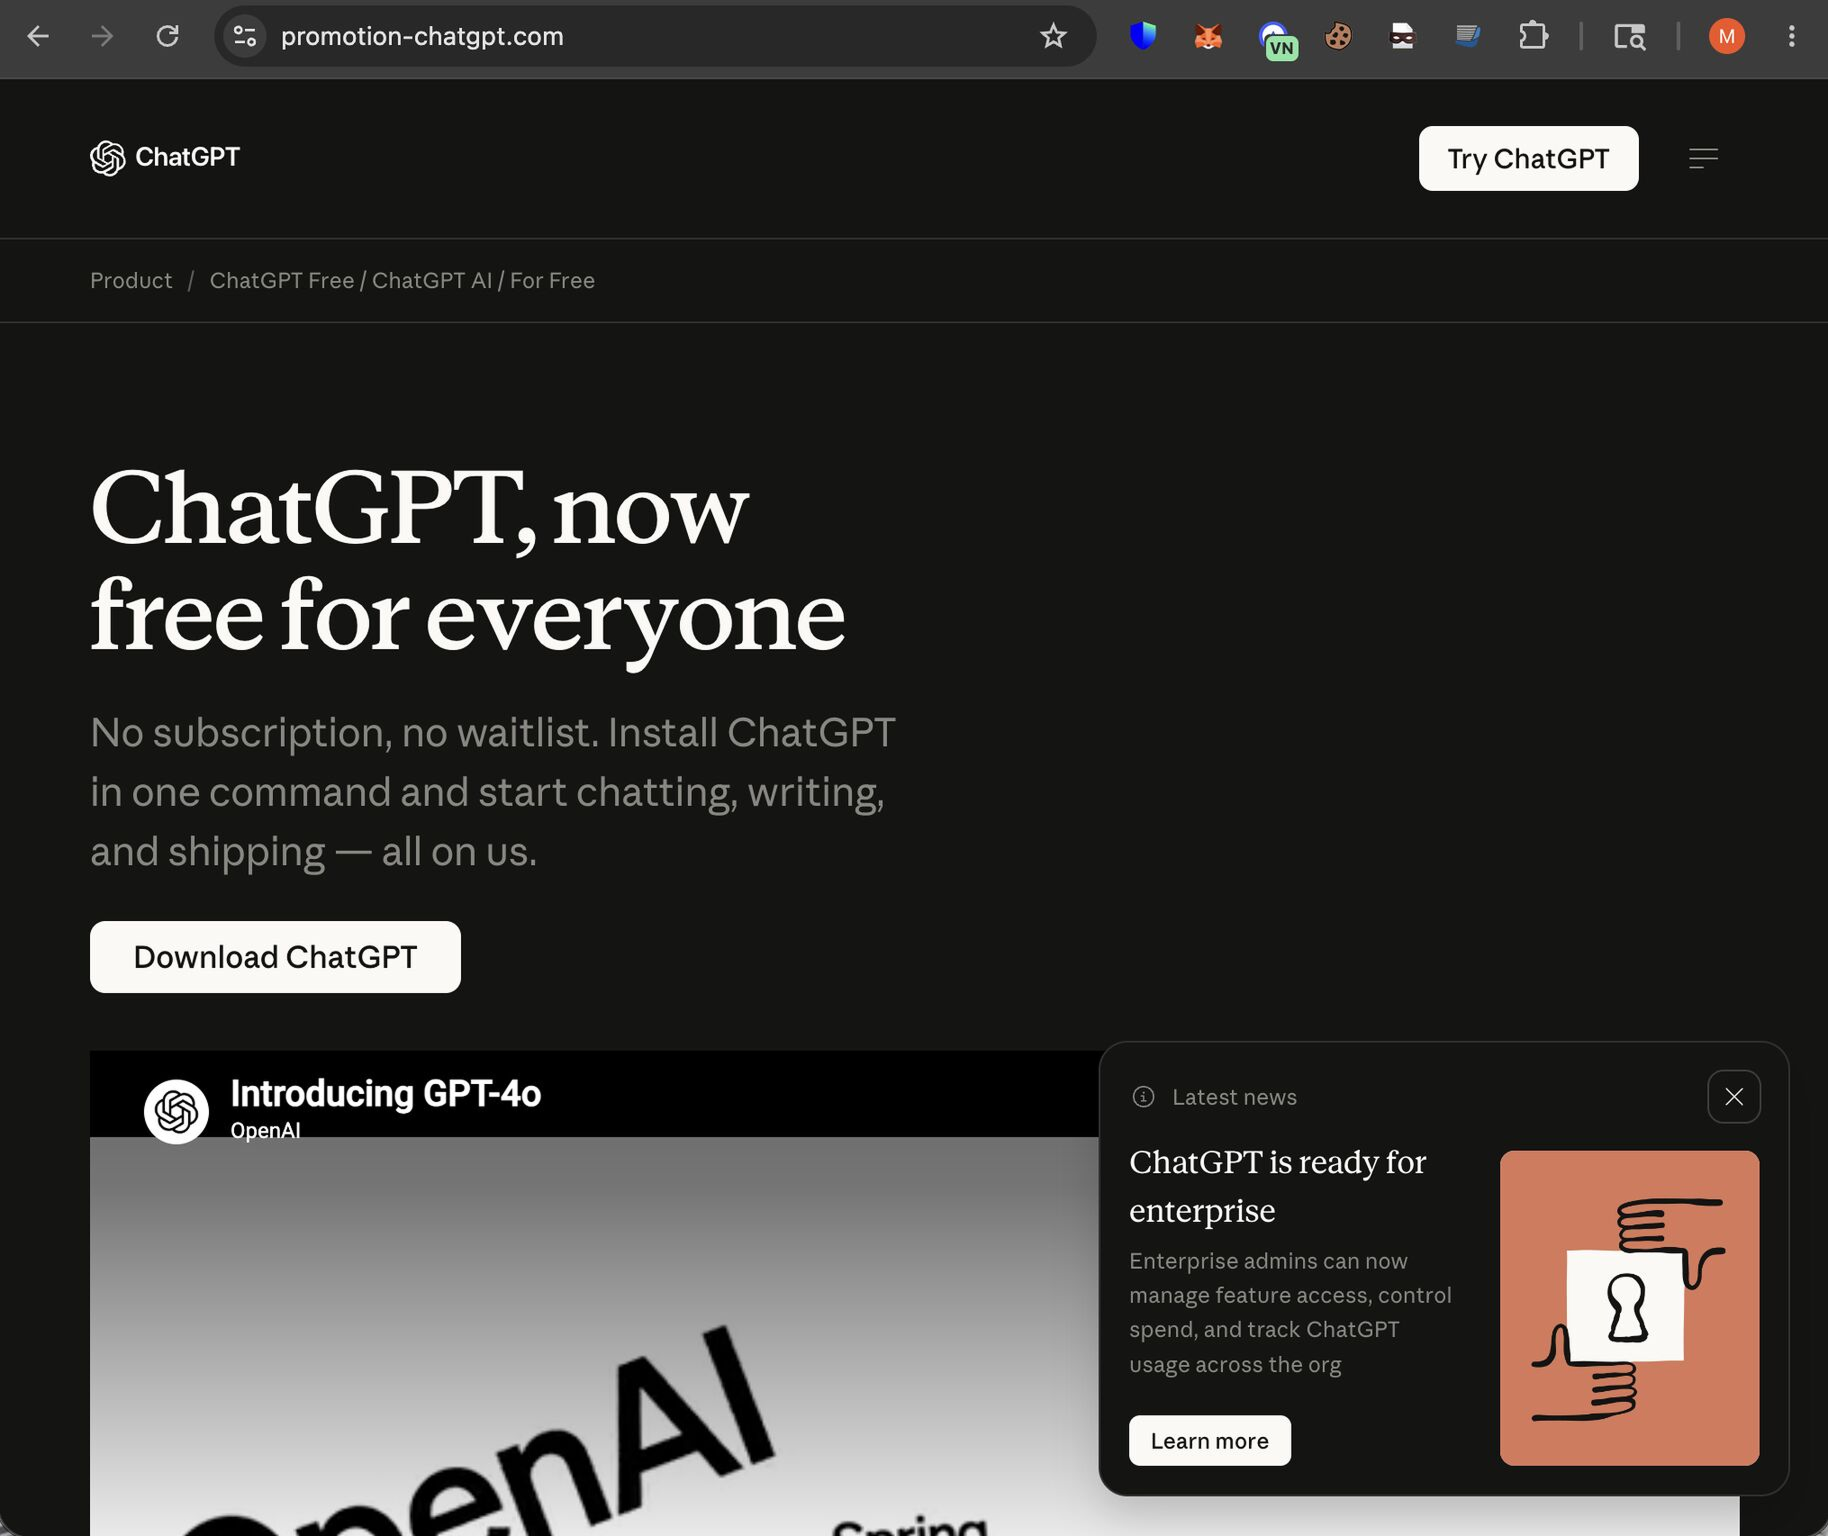 promotion-chatgpt.com
VN
M
ChatGPT
Try ChatGPT
Product / ChatGPT Free / ChatGPT AI / For Free
ChatGPT, now
free for everyone
No subscription, no waitlist. Install ChatGPT
in one command and start chatting, writing,
and shipping — all on us.
Download ChatGPT
Introducing GPT-4o
OpenAI
OpenAI
Spring
Latest news
ChatGPT is ready for
enterprise
Enterprise admins can now
manage feature access, control
spend, and track ChatGPT
usage across the org
Learn more